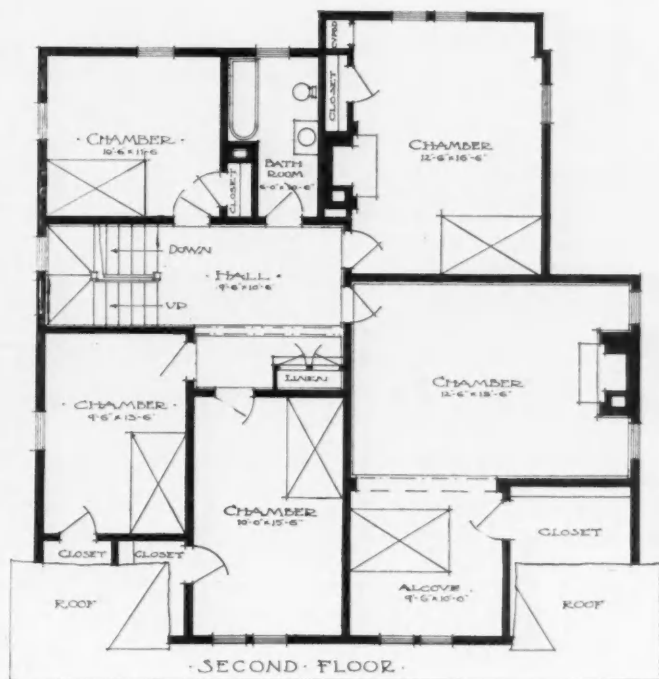 CHAMBER
CLOSET
BATH
ROOM
CLOSET
CHAMBER
12'-6" X 16'-6"
DOWN
HALL
9'-6" X 10'-6"
UP
LINEN
CHAMBER
12'-6" X 18'-6"
CHAMBER
9'-6" X 13'-6"
CHAMBER
10'-6" X 15'-6"
CLOSET
CLOSET
CLOSET
ALCOVE
ROOF
ROOF
· SECOND · FLOOR ·